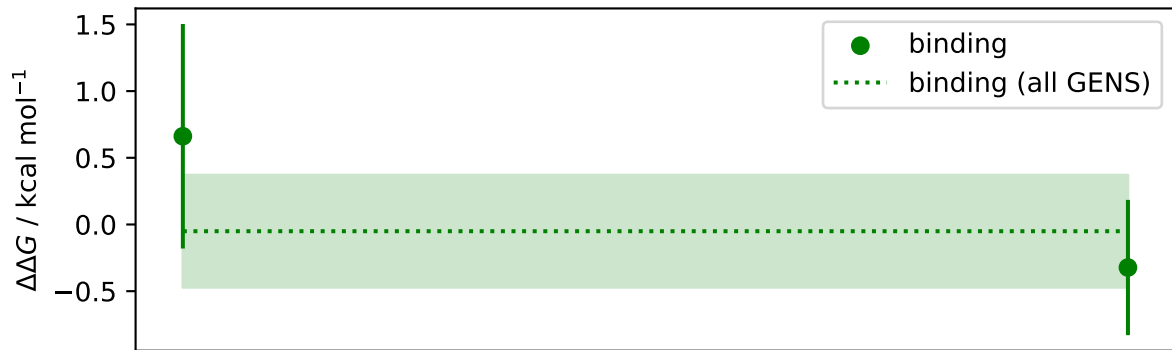 1.5
1.0
0.5
0.0
−0.5
ΔΔG / kcal mol⁻¹
binding
binding (all GENS)